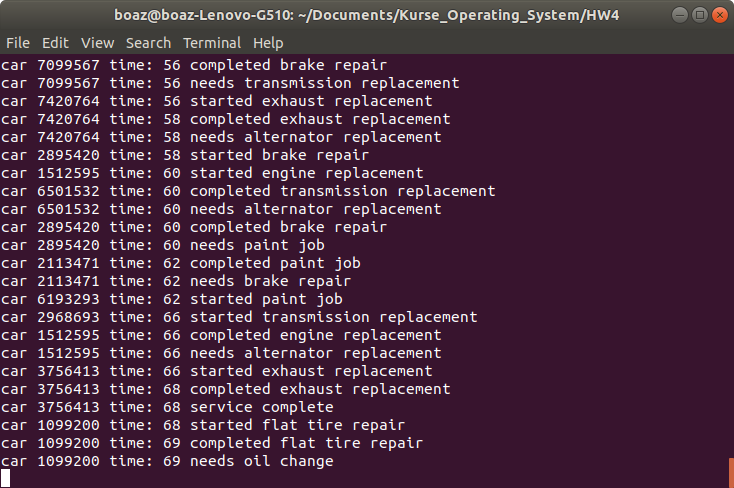 boaz@boaz-Lenovo-G510: ~/Documents/Kurse_Operating_System/HW4
File Edit View Search Terminal Help
car 7099567 time: 56 completed brake repair
car 7099567 time: 56 needs transmission replacement
car 7420764 time: 56 started exhaust replacement
car 7420764 time: 58 completed exhaust replacement
car 7420764 time: 58 needs alternator replacement
car 2895420 time: 58 started brake repair
car 1512595 time: 60 started engine replacement
car 6501532 time: 60 completed transmission replacement
car 6501532 time: 60 needs alternator replacement
car 2895420 time: 60 completed brake repair
car 2895420 time: 60 needs paint job
car 2113471 time: 62 completed paint job
car 2113471 time: 62 needs brake repair
car 6193293 time: 62 started paint job
car 2968693 time: 66 started transmission replacement
car 1512595 time: 66 completed engine replacement
car 1512595 time: 66 needs alternator replacement
car 3756413 time: 66 started exhaust replacement
car 3756413 time: 68 completed exhaust replacement
car 3756413 time: 68 service complete
car 1099200 time: 68 started flat tire repair
car 1099200 time: 69 completed flat tire repair
car 1099200 time: 69 needs oil change